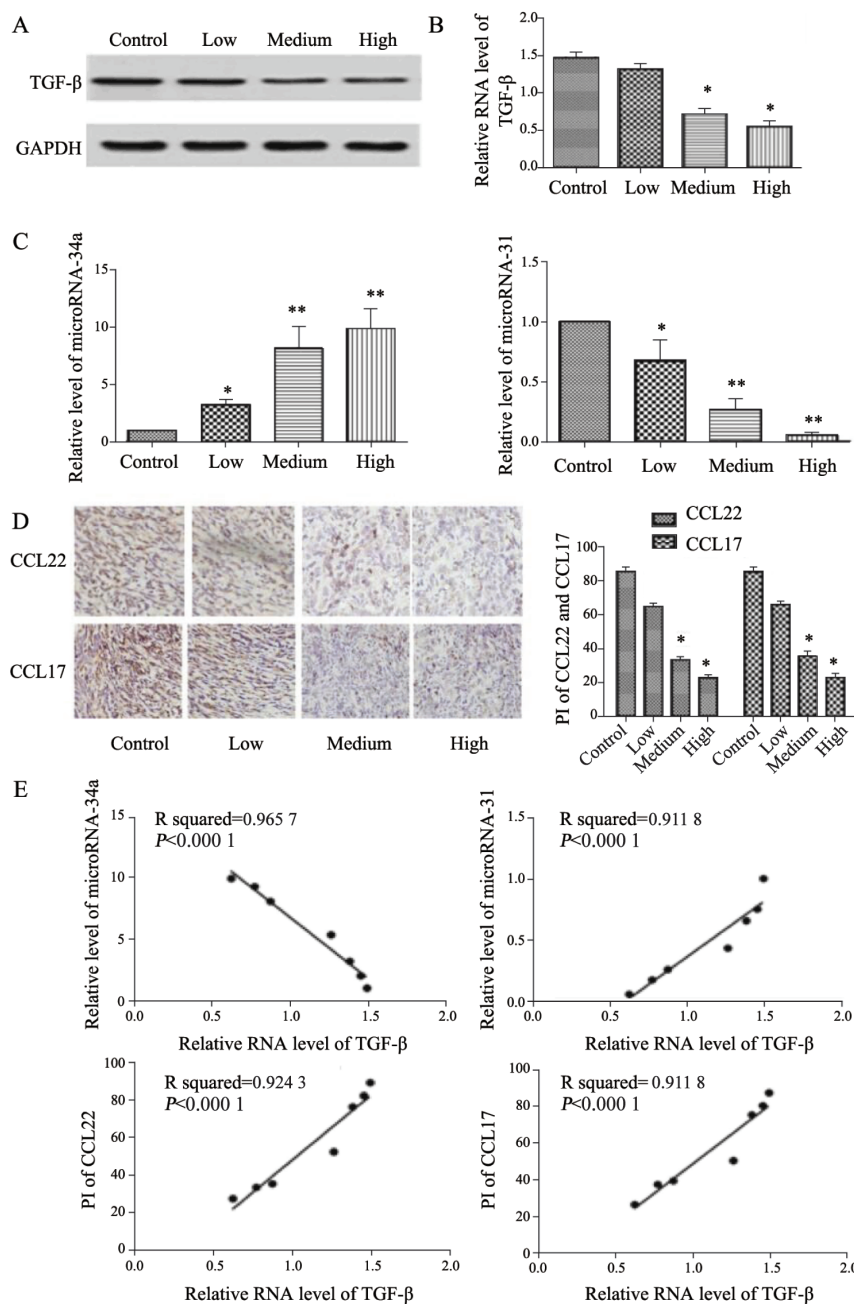 A
Control Low Medium High
TGF-β
GAPDH
B
Relative RNA level of
TGF-β
2.0
1.5
1.0
0.5
0.0
*
*
Control Low Medium High
C
Relative level of microRNA-34a
15
10
5
0
*
**
**
Control Low Medium High
Relative level of microRNA-31
1.5
1.0
0.5
0.0
*
**
**
Control Low Medium High
D
CCL22
CCL17
Control Low Medium High
CCL22
CCL17
PI of CCL22 and CCL17
100
80
60
40
20
0
*
*
*
*
Control Low Medium High Control Low Medium High
E
Relative level of microRNA-34a
15
10
5
0
R squared=0.965 7
P<0.000 1
0.0 0.5 1.0 1.5 2.0
Relative RNA level of TGF-β
Relative level of microRNA-31
1.5
1.0
0.5
0.0
R squared=0.911 8
P<0.000 1
0.0 0.5 1.0 1.5 2.0
Relative RNA level of TGF-β
PI of CCL22
100
80
60
40
20
0
R squared=0.924 3
P<0.000 1
0.0 0.5 1.0 1.5 2.0
Relative RNA level of TGF-β
PI of CCL17
100
80
60
40
20
0
R squared=0.911 8
P<0.000 1
0.0 0.5 1.0 1.5 2.0
Relative RNA level of TGF-β